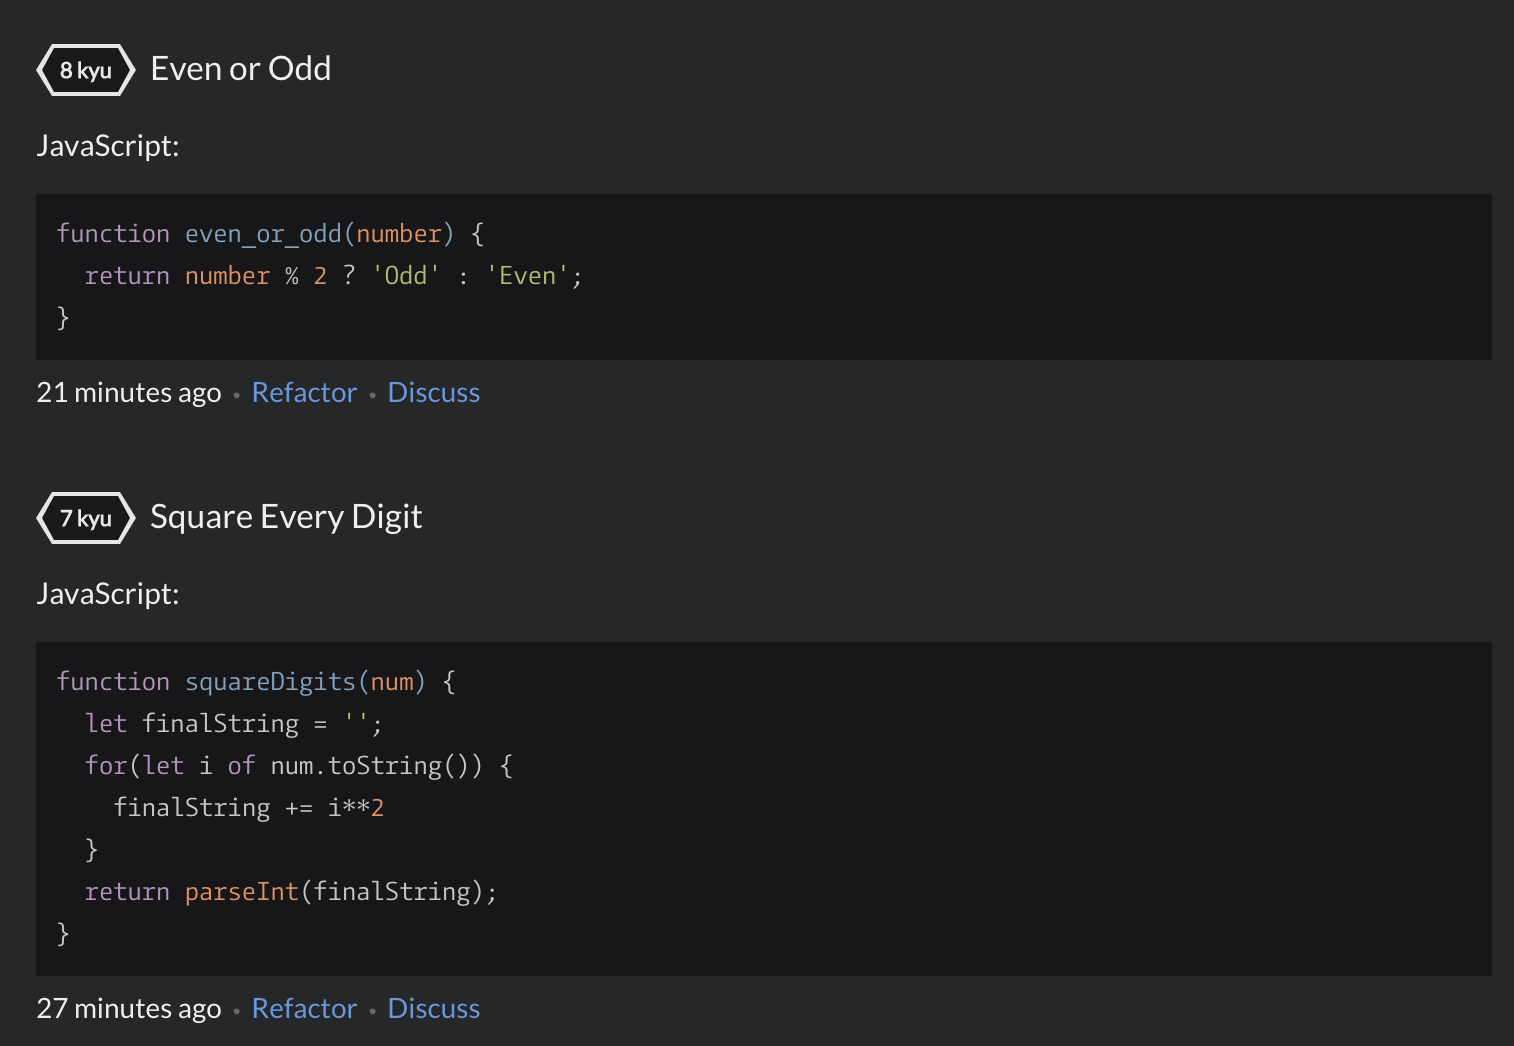 8 kyu Even or Odd
JavaScript:
function even_or_odd(number) {
  return number % 2 ? 'Odd' : 'Even';
}
21 minutes ago • Refactor • Discuss
7 kyu Square Every Digit
JavaScript:
function squareDigits(num) {
  let finalString = '';
  for(let i of num.toString()) {
    finalString += i**2
  }
  return parseInt(finalString);
}
27 minutes ago • Refactor • Discuss